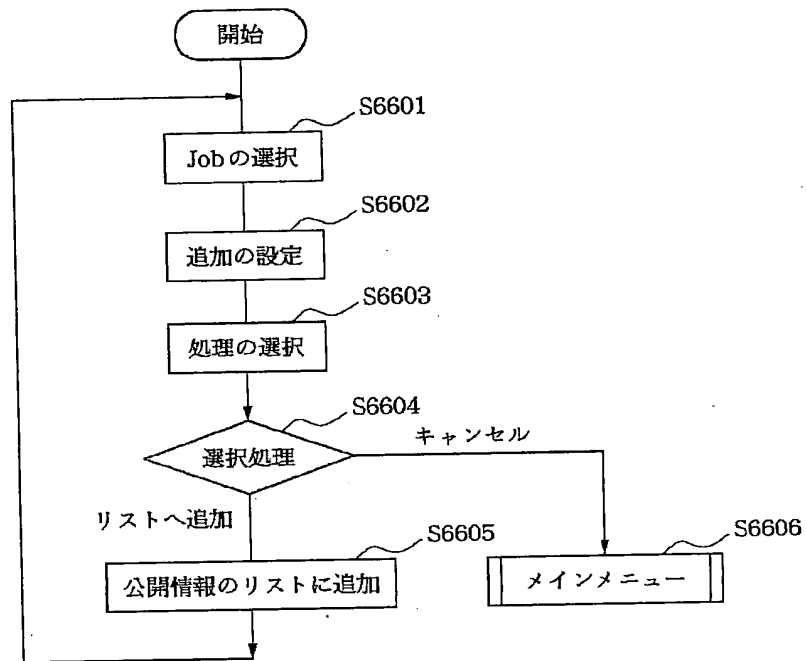 開始
S6601
Jobの選択
S6602
追加の設定
S6603
処理の選択
S6604
選択処理
キャンセル
リストへ追加
S6605
公開情報のリストに追加
S6606
メインメニュー